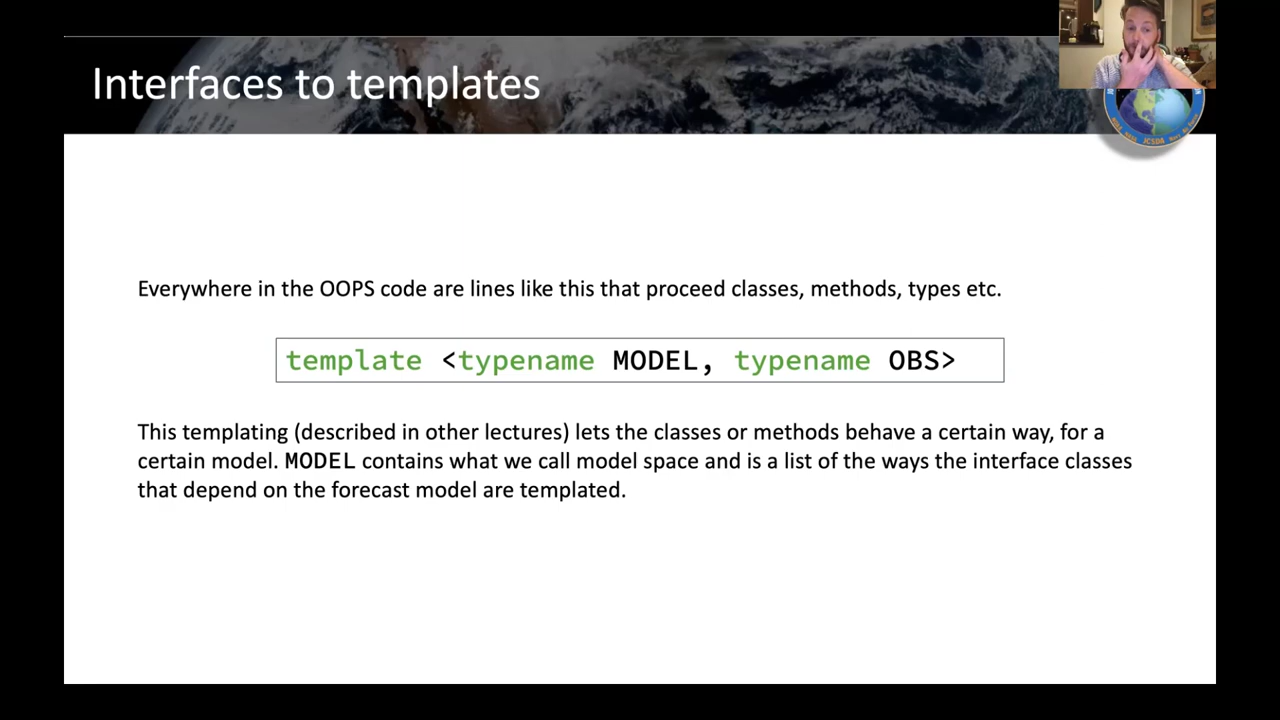 Interfaces to templates
Everywhere in the OOPS code are lines like this that proceed classes, methods, types etc.
template <typename MODEL, typename OBS>
This templating (described in other lectures) lets the classes or methods behave a certain way, for a
certain model. MODEL contains what we call model space and is a list of the ways the interface classes
that depend on the forecast model are templated.
JCSDA